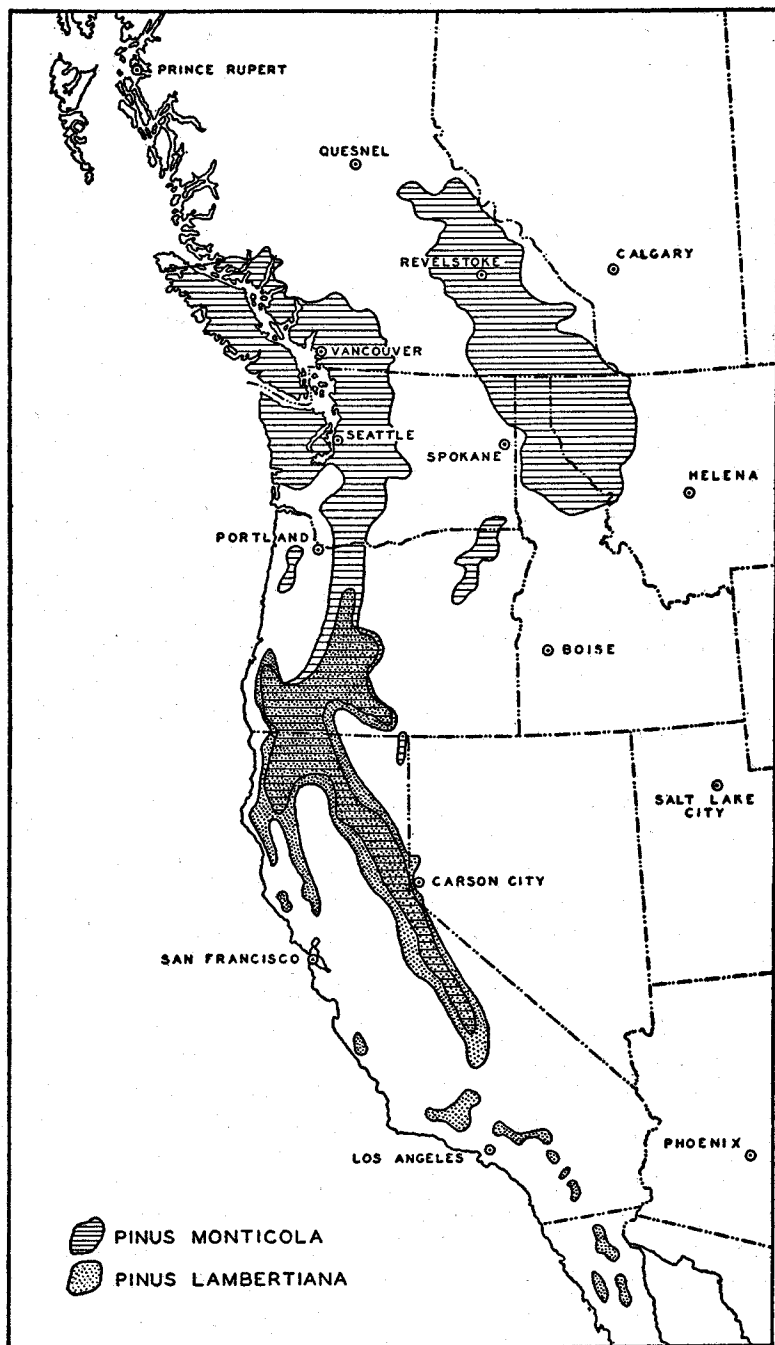 PRINCE RUPERT
QUESNEL
CALGARY
REVELSTOKE
VANCOUVER
SEATTLE
SPOKANE
HELENA
PORTLAND
BOISE
SALT LAKE
CITY
CARSON CITY
SAN FRANCISCO
LOS ANGELES
PHOENIX
PINUS MONTICOLA
PINUS LAMBERTIANA